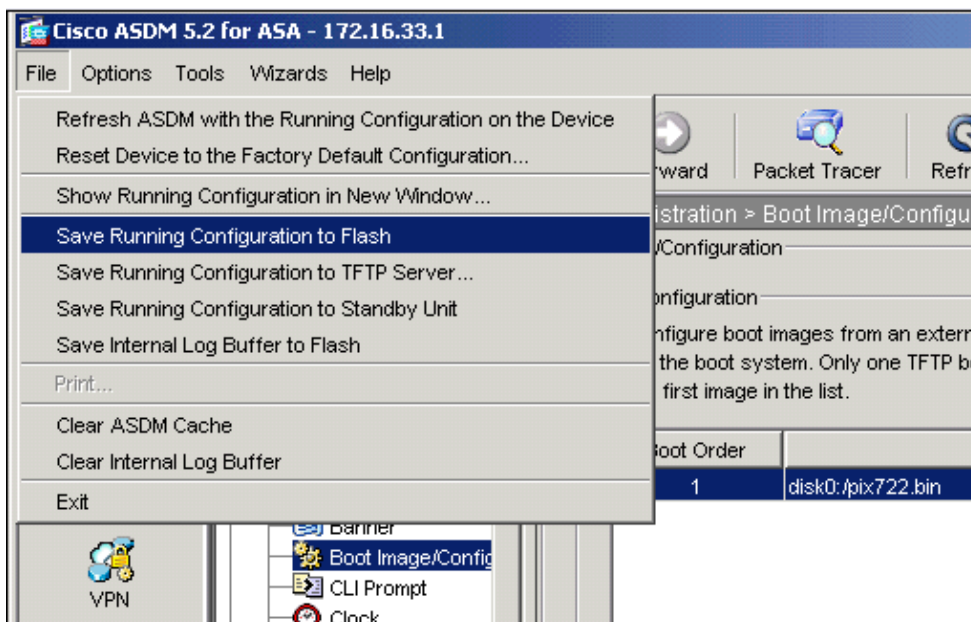 Cisco ASDM 5.2 for ASA - 172.16.33.1
File Options Tools Wizards Help
Refresh ASDM with the Running Configuration on the Device
Reset Device to the Factory Default Configuration...
Show Running Configuration in New Window...
Save Running Configuration to Flash
Save Running Configuration to TFTP Server...
Save Running Configuration to Standby Unit
Save Internal Log Buffer to Flash
Print...
Clear ASDM Cache
Clear Internal Log Buffer
Exit
rward Packet Tracer Refr
istration > Boot Image/Configu
/Configuration
onfiguration
nfigure boot images from an extern
the boot system. Only one TFTP b
first image in the list.
Boot Order
1 disk0:/pix722.bin
Banner
Boot Image/Config
CLI Prompt
Clock
VPN